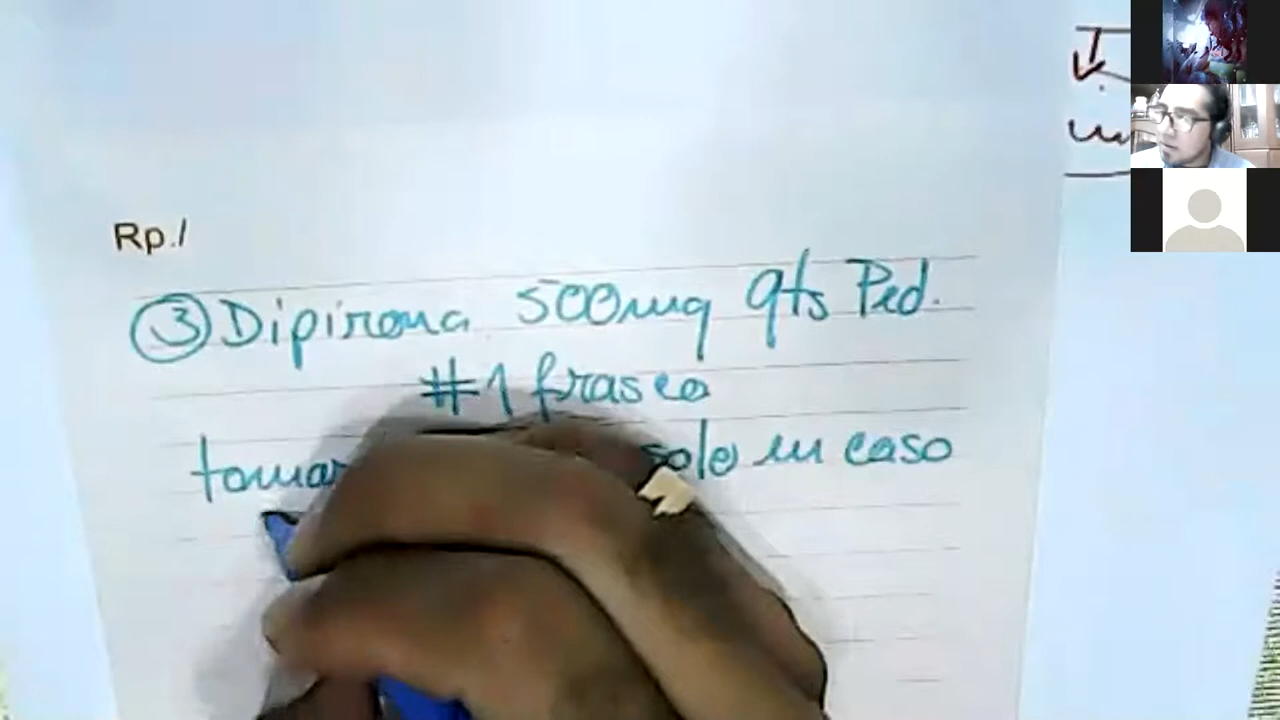 Rp./
③ Dipirona 500mg gts Ped.
#1 frasco
tomar solo en caso